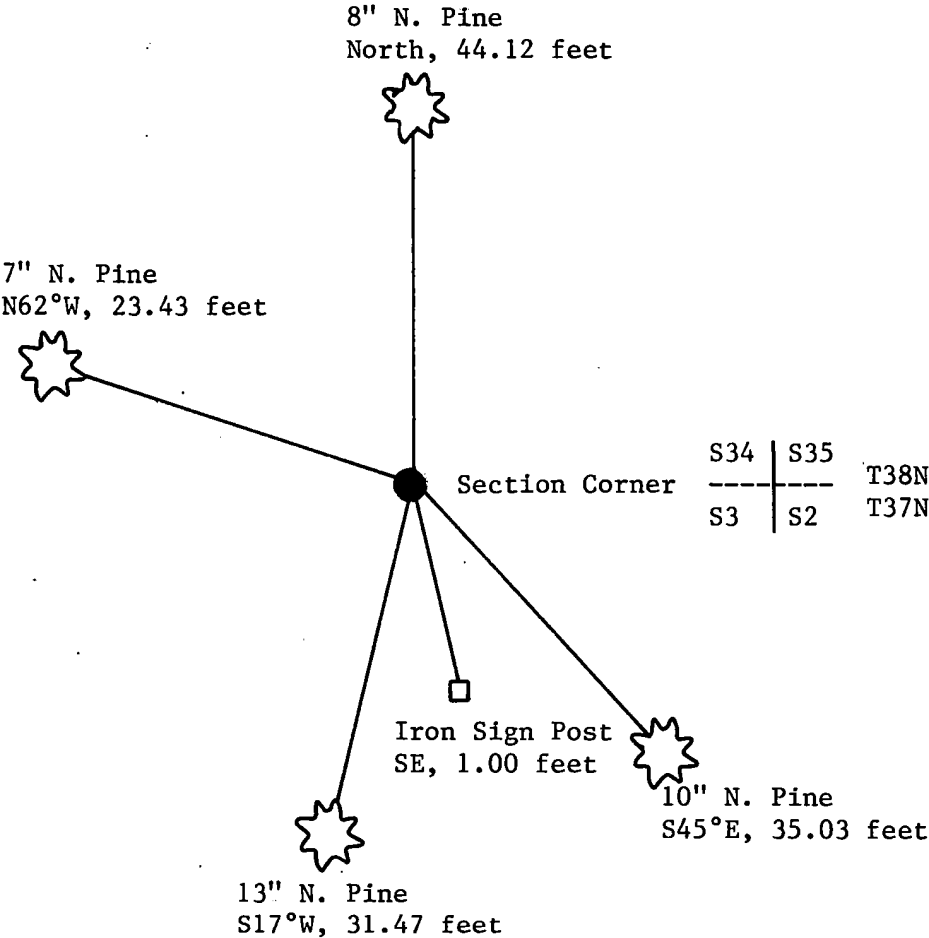 8" N. Pine
North, 44.12 feet
7" N. Pine
N62°W, 23.43 feet
Section Corner
S34 S35
S3 S2
T38N
T37N
Iron Sign Post
SE, 1.00 feet
10" N. Pine
S45°E, 35.03 feet
13" N. Pine
S17°W, 31.47 feet